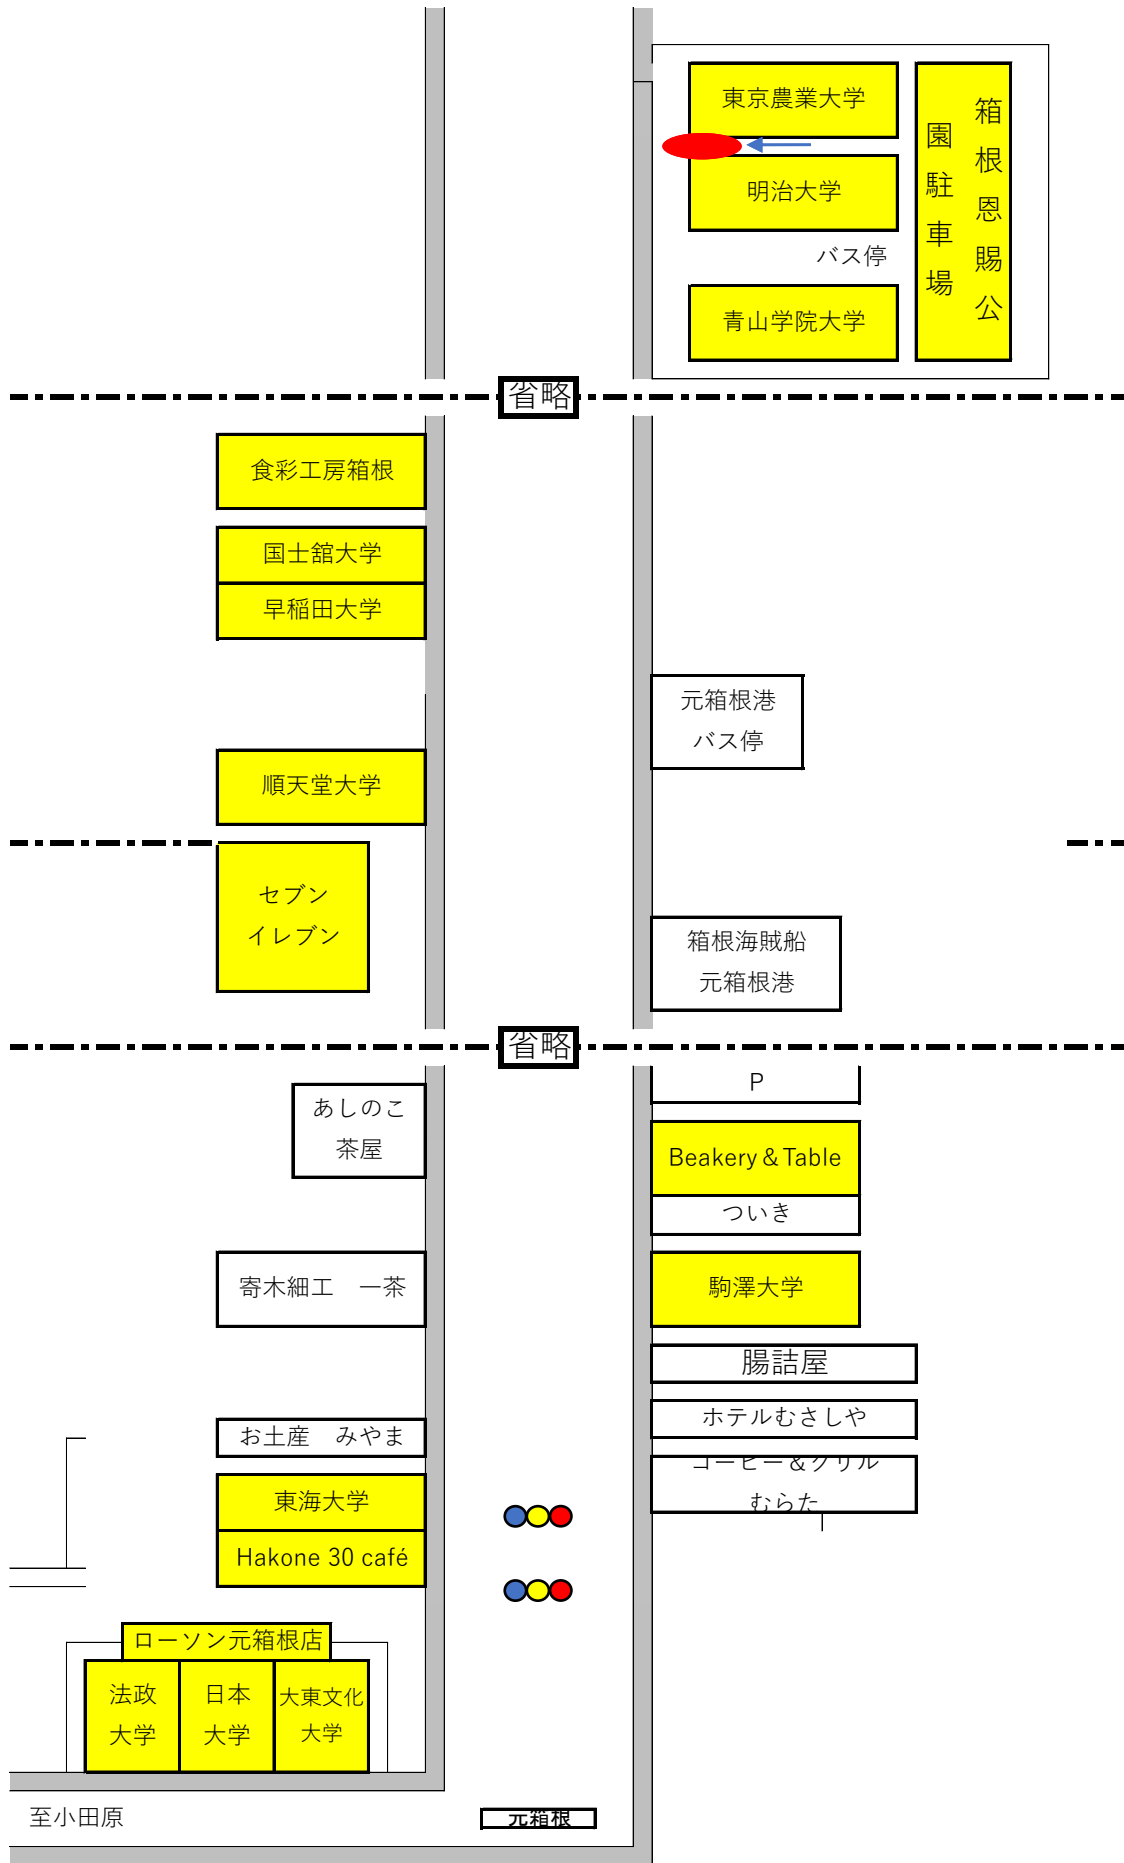 東京農業大学
明治大学
バス停
青山学院大学
箱根恩賜公
園駐車場
省略
食彩工房箱根
国士舘大学
早稲田大学
元箱根港
バス停
順天堂大学
セブン
イレブン
箱根海賊船
元箱根港
省略
P
あしのこ
茶屋
Beakery＆Table
ついき
寄木細工　一茶
駒澤大学
腸詰屋
ホテルむさしや
お土産　みやま
コーヒー＆グリル
むらた
東海大学
Hakone 30 café
ローソン元箱根店
法政
大学
日本
大学
大東文化
大学
至小田原
元箱根